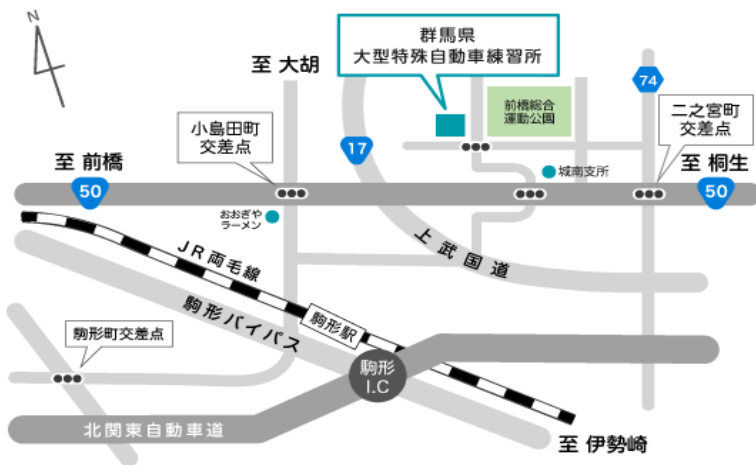 N
群馬県
大型特殊自動車練習所
至 大胡
74
前橋総合
運動公園
二之宮町
交差点
小島田町
交差点
17
至 前橋
至 桐生
城南支所
50
50
おおぎや
ラーメン
上武国道
JR両毛線
駒形バイパス
駒形駅
駒形町交差点
駒形
I.C
北関東自動車道
至 伊勢崎